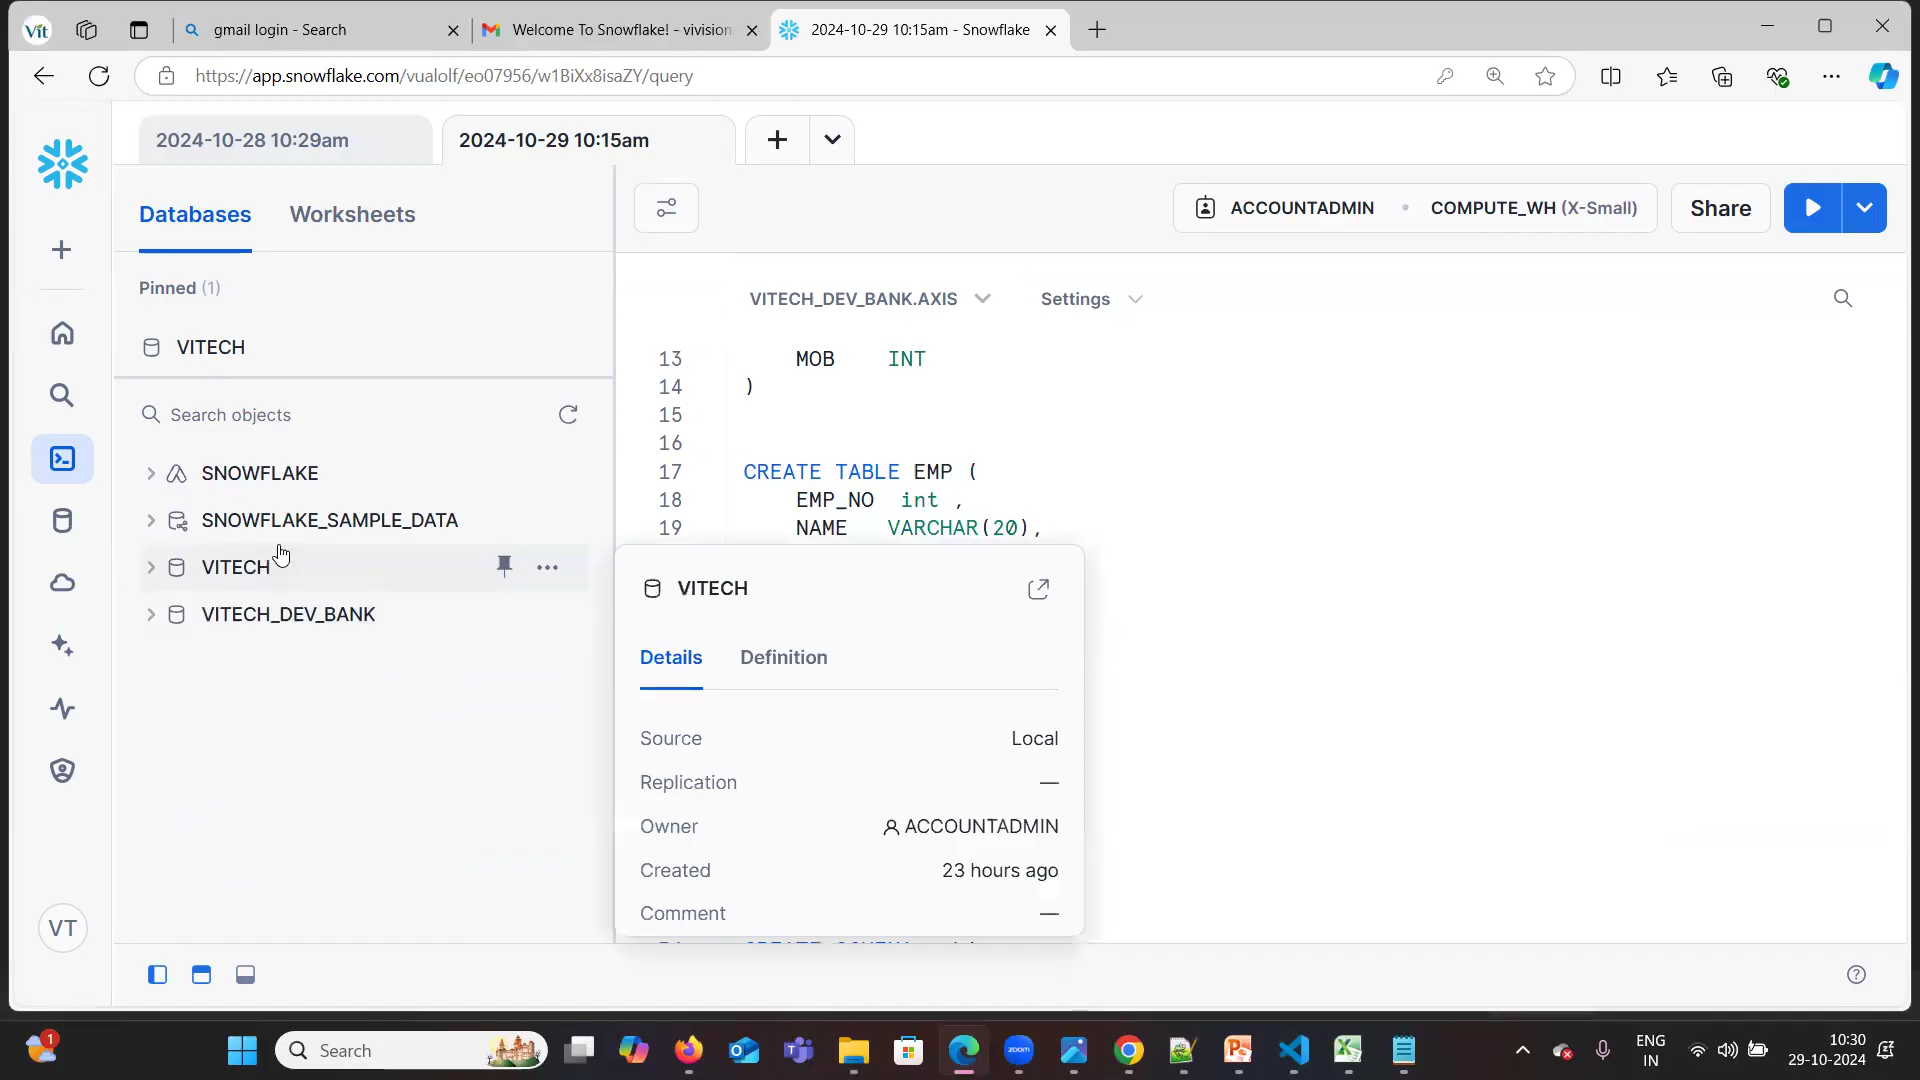 Vit
gmail login - Search
Welcome To Snowflake! - vivision
2024-10-29 10:15am - Snowflake
https://app.snowflake.com/vualolf/eo07956/w1BiXx8isaZY/query
2024-10-28 10:29am
2024-10-29 10:15am
Databases
Worksheets
ACCOUNTADMIN • COMPUTE_WH (X-Small)
Share
Pinned (1)
VITECH
VITECH_DEV_BANK.AXIS
Settings
Search objects
SNOWFLAKE
SNOWFLAKE_SAMPLE_DATA
VITECH
VITECH_DEV_BANK
13 MOB INT
14 )
15
16
17 CREATE TABLE EMP (
18 EMP_NO int ,
19 NAME VARCHAR(20),
VITECH
Details
Definition
Source Local
Replication —
Owner ACCOUNTADMIN
Created 23 hours ago
Comment —
VT
1
Search
zoom
ENG
IN
10:30
29-10-2024